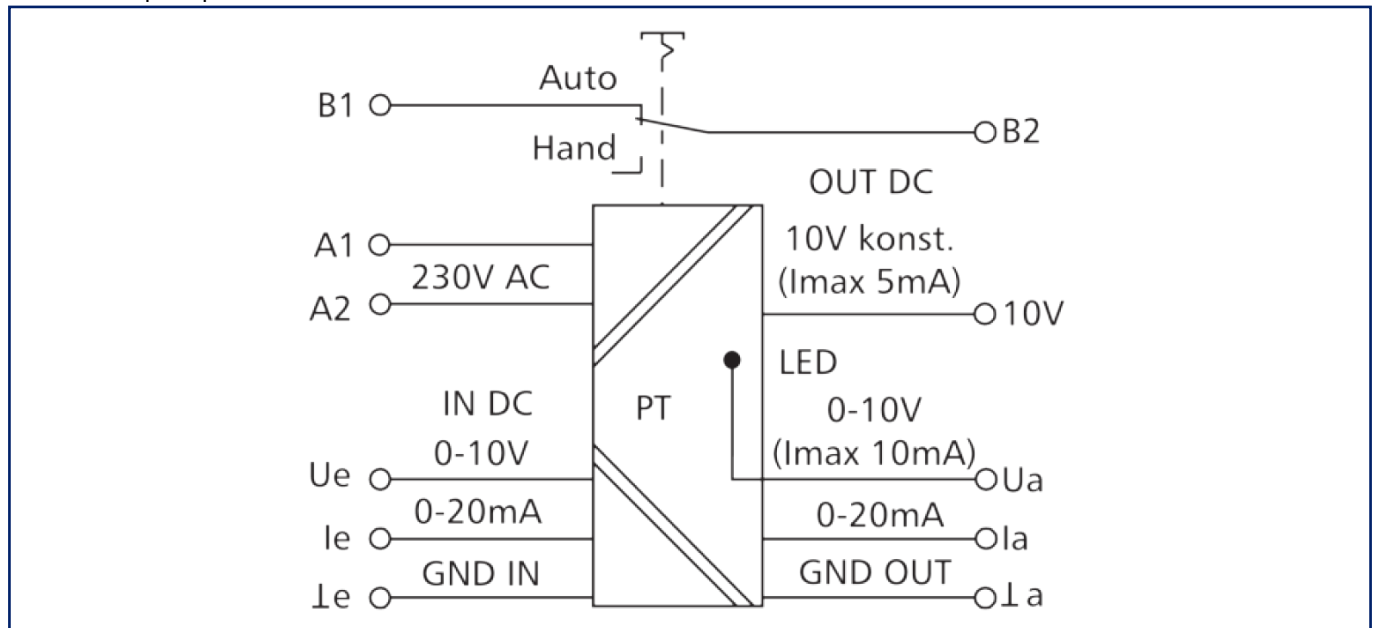 Auto
B1
B2
Hand
OUT DC
A1
10V konst.
230V AC
(Imax 5mA)
A2
10V
LED
IN DC
PT
0-10V
0-10V
(Imax 10mA)
Ue
Ua
0-20mA
0-20mA
Ie
Ia
GND IN
GND OUT
⊥e
⊥a